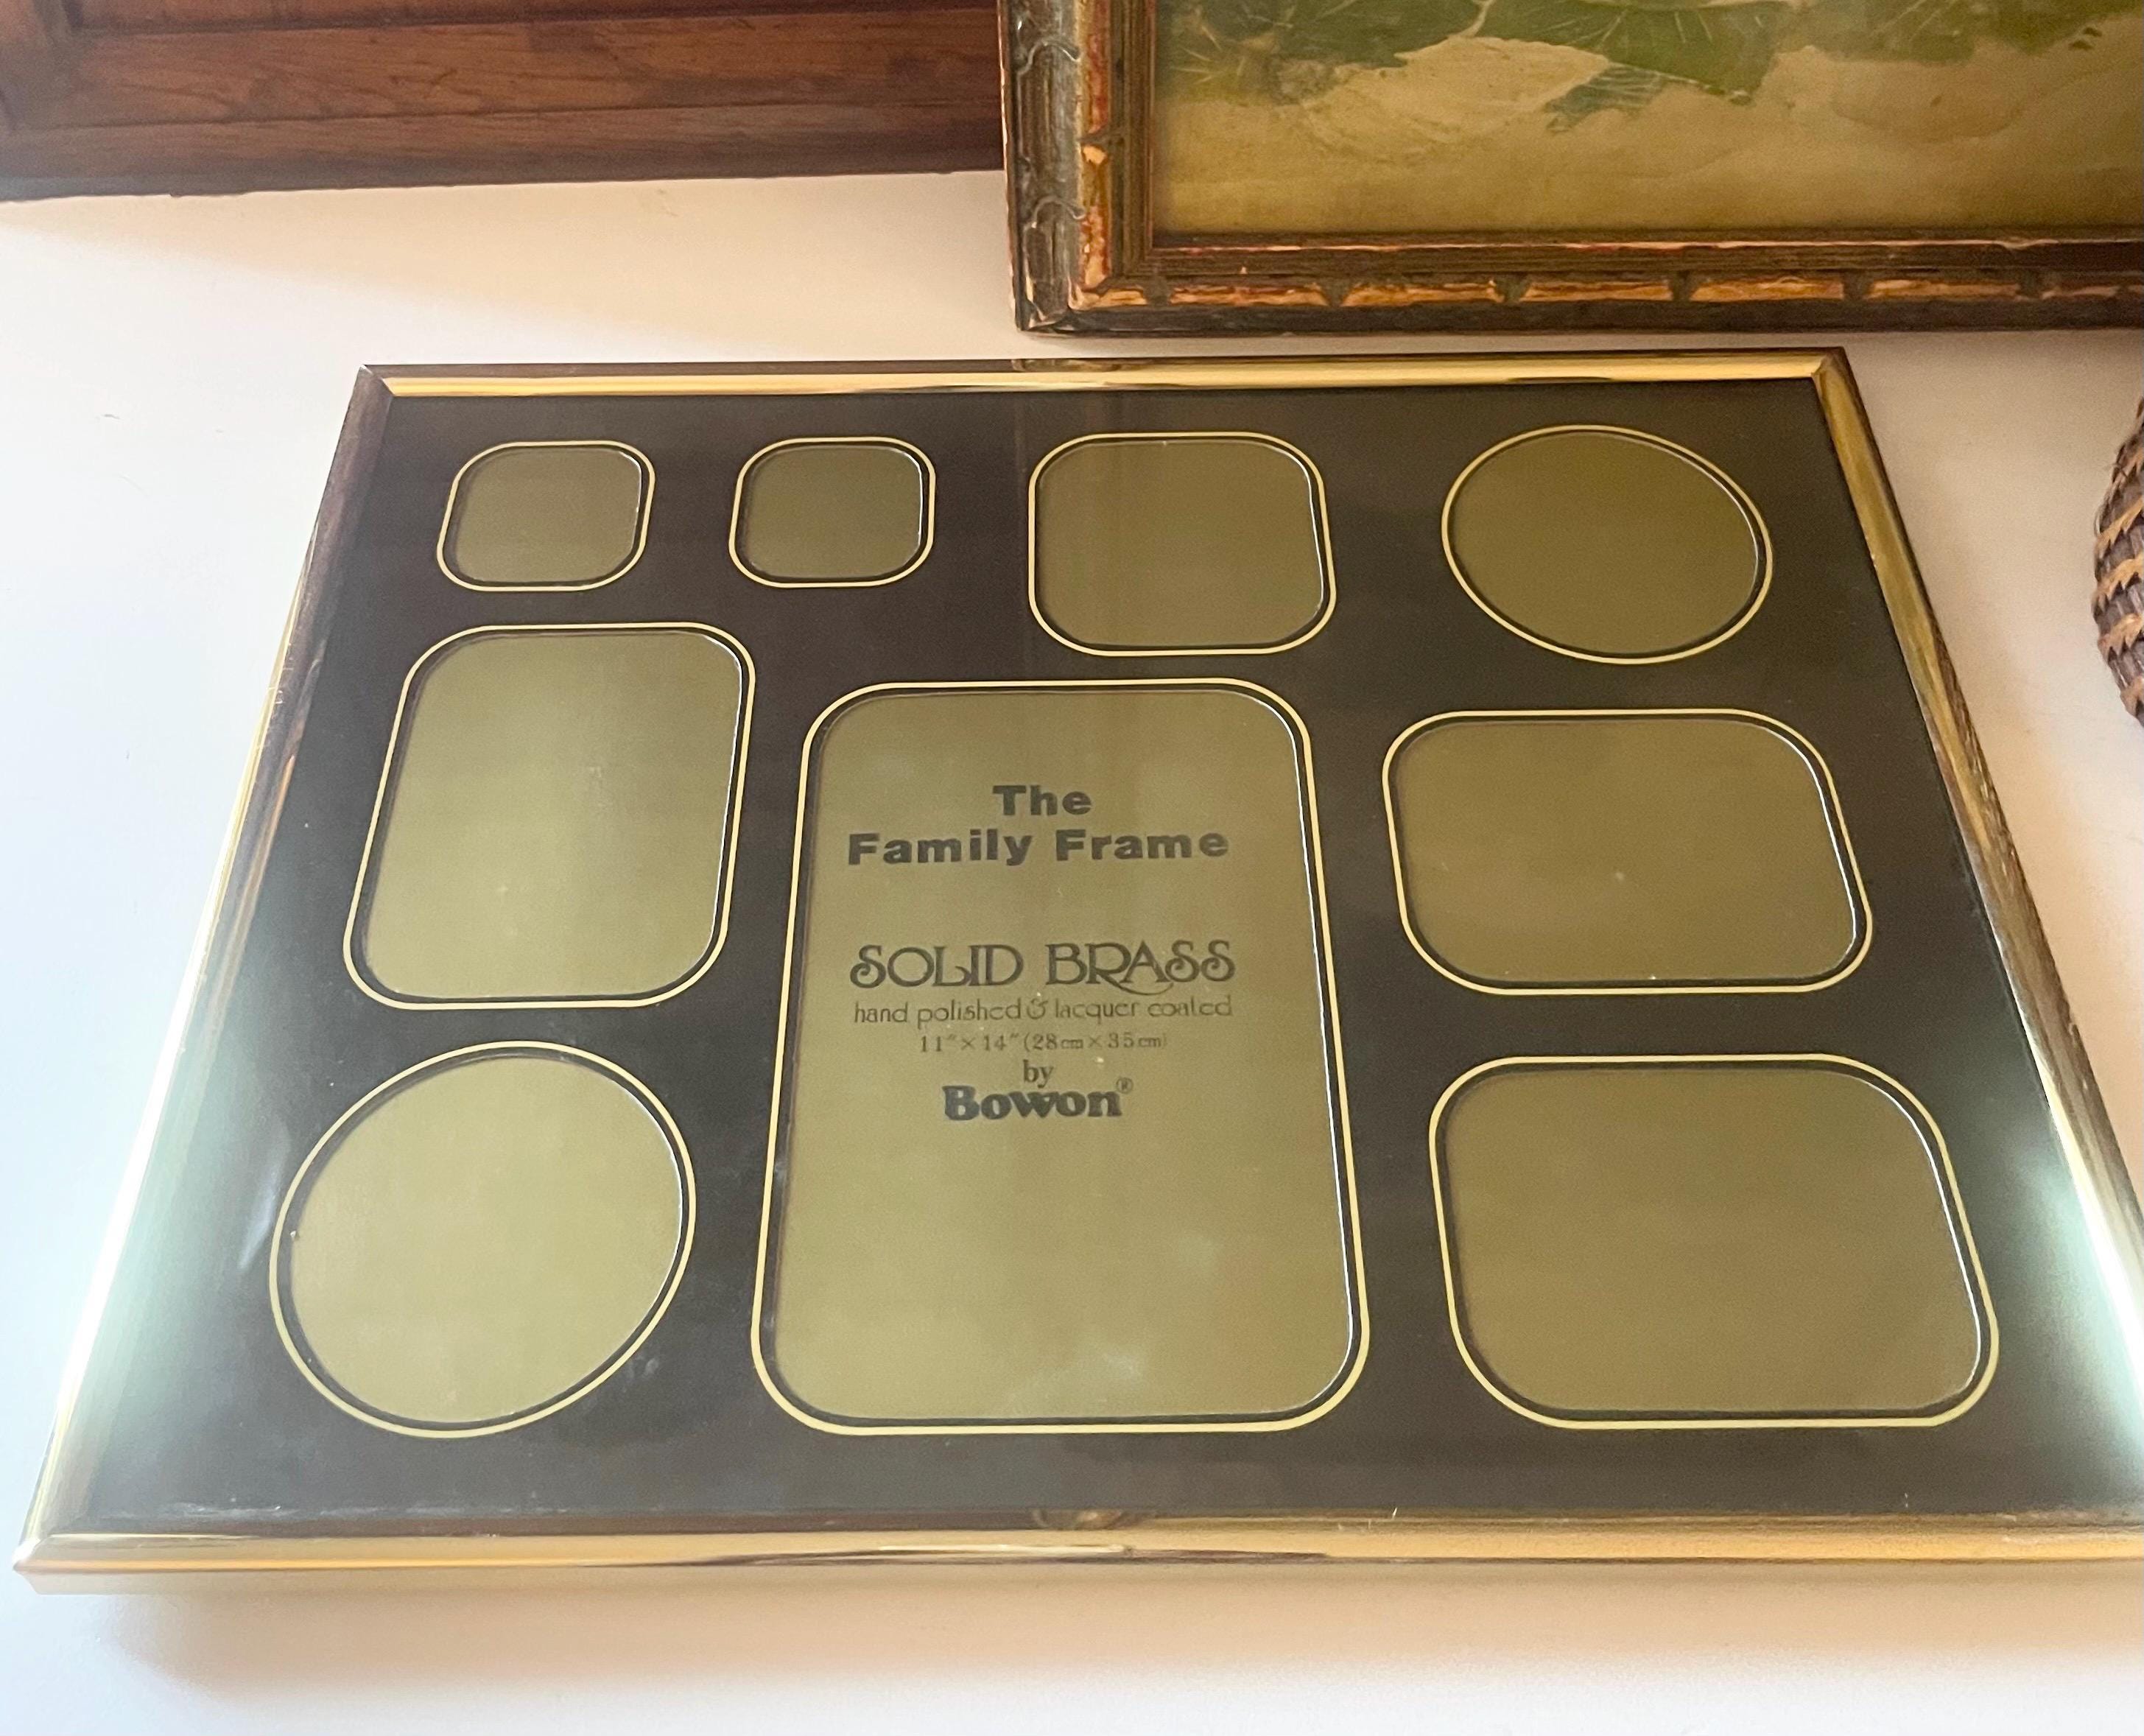 The
Family Frame
SOLID BRASS
hand polished & lacquer coated
11"×14" (28cm×35cm)
by
Bowon®